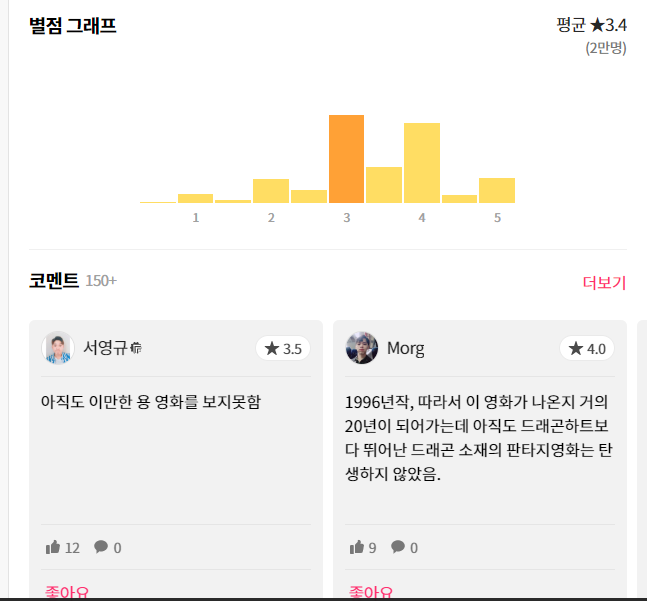 별점 그래프
평균 ★3.4
(2만명)
1 2 3 4 5
코멘트 150+
더보기
서영규
★ 3.5
아직도 이만한 용 영화를 보지못함
12 0
좋아요
Morg
★ 4.0
1996년작, 따라서 이 영화가 나온지 거의
20년이 되어가는데 아직도 드래곤하트보
다 뛰어난 드래곤 소재의 판타지영화는 탄
생하지 않았음.
9 0
좋아요